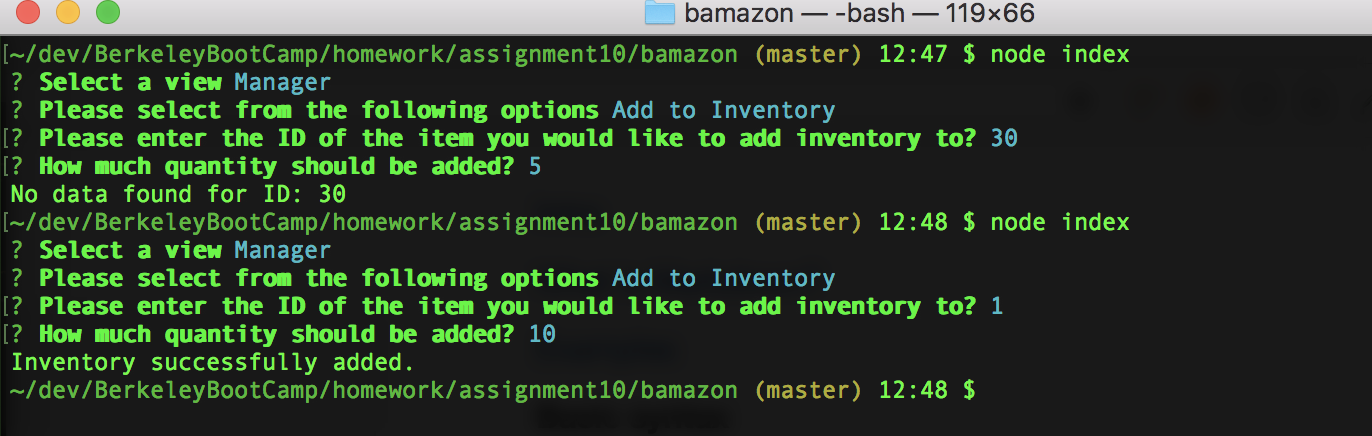 bamazon — -bash — 119×66
[~/dev/BerkeleyBootCamp/homework/assignment10/bamazon (master) 12:47 $ node index
? Select a view Manager
? Please select from the following options Add to Inventory
[? Please enter the ID of the item you would like to add inventory to? 30
[? How much quantity should be added? 5
No data found for ID: 30
[~/dev/BerkeleyBootCamp/homework/assignment10/bamazon (master) 12:48 $ node index
? Select a view Manager
? Please select from the following options Add to Inventory
[? Please enter the ID of the item you would like to add inventory to? 1
[? How much quantity should be added? 10
Inventory successfully added.
~/dev/BerkeleyBootCamp/homework/assignment10/bamazon (master) 12:48 $